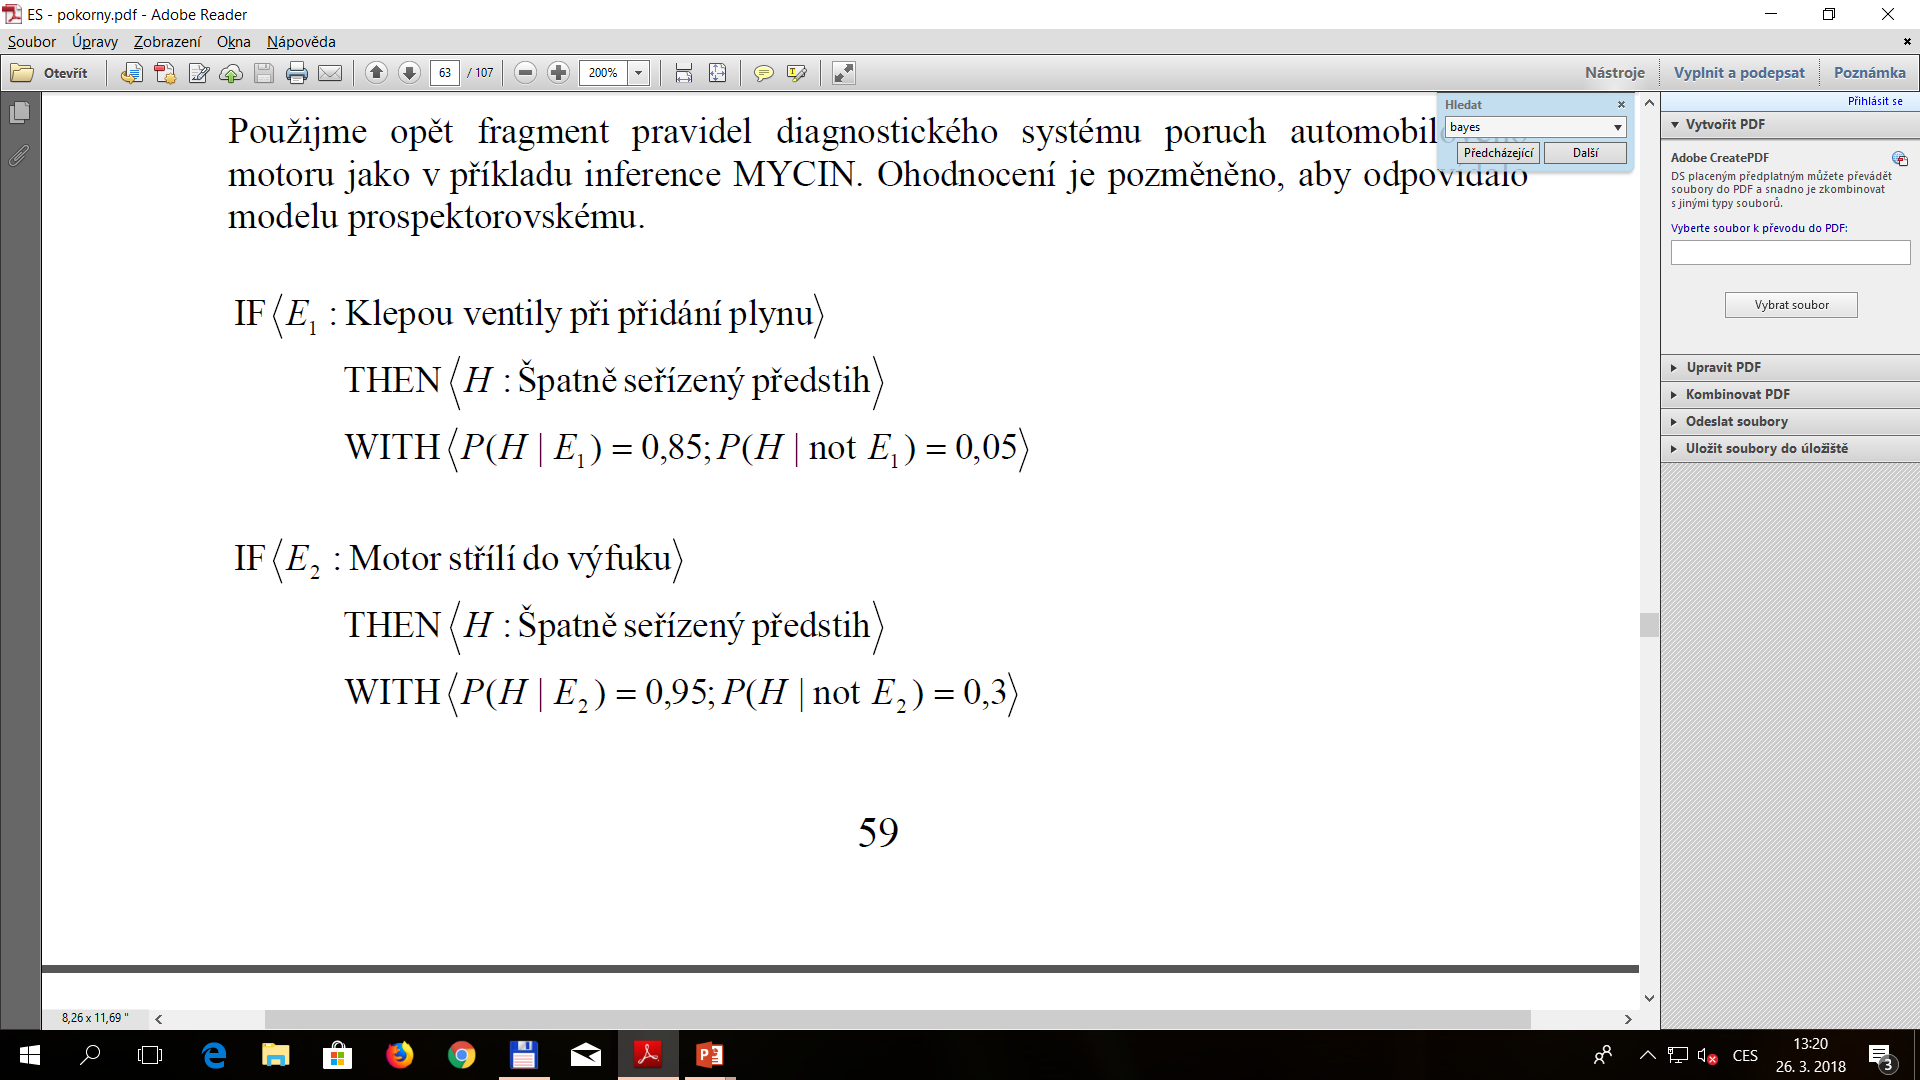 ES - pokorny.pdf - Adobe Reader
Soubor Úpravy Zobrazení Okna Nápověda
Otevřít 63 / 107 200% Nástroje Vyplnit a podepsat Poznámka
Hledat
bayes
Předcházející Další
Použijme opět fragment pravidel diagnostického systému poruch automobilového
motoru jako v příkladu inference MYCIN. Ohodnocení je pozměněno, aby odpovídalo
modelu prospektorovskému.
IF⟨E₁ : Klepou ventily při přidání plynu⟩
THEN⟨H : Špatně seřízený předstih⟩
WITH⟨P(H | E₁) = 0,85; P(H | not E₁) = 0,05⟩
IF⟨E₂ : Motor střílí do výfuku⟩
THEN⟨H : Špatně seřízený předstih⟩
WITH⟨P(H | E₂) = 0,95; P(H | not E₂) = 0,3⟩
59
8,26 x 11,69 "
Přihlásit se
Vytvořit PDF
Adobe CreatePDF
DS placeným předplatným můžete převádět
soubory do PDF a snadno je zkombinovat
s jinými typy souborů.
Vyberte soubor k převodu do PDF:
Vybrat soubor
Upravit PDF
Kombinovat PDF
Odeslat soubory
Uložit soubory do úložiště
CES
13:20
26. 3. 2018
3